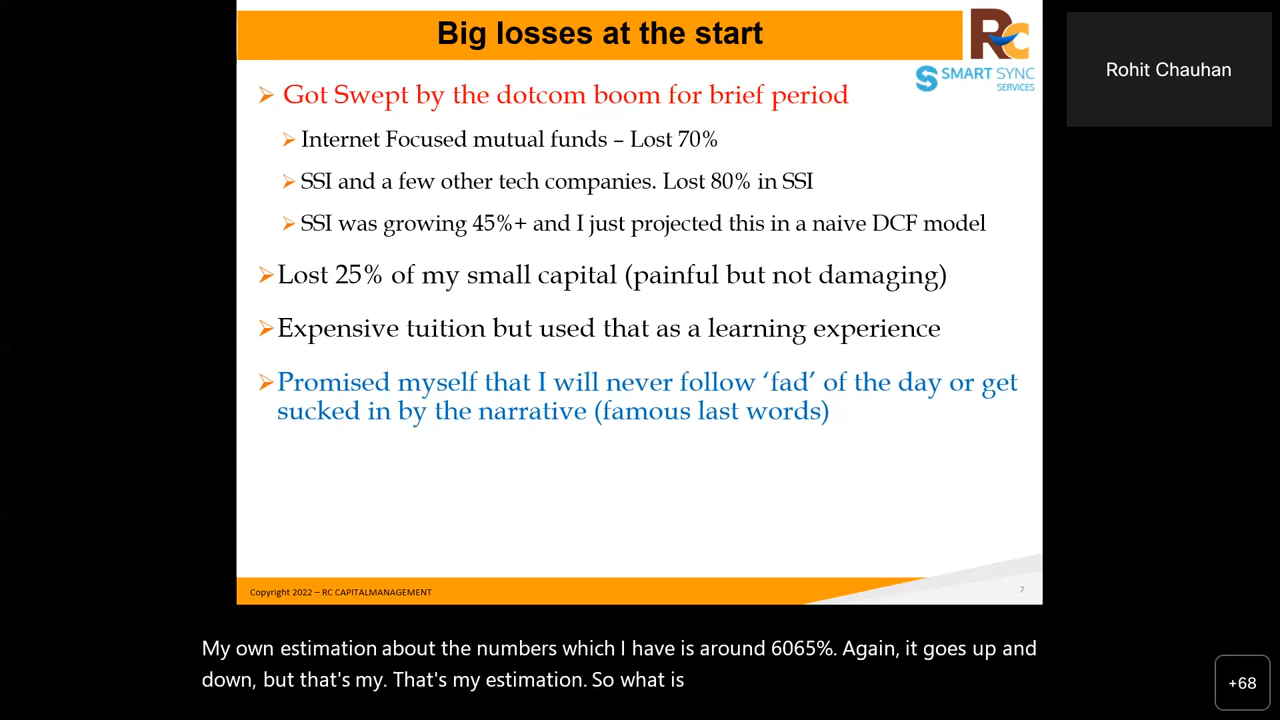 Big losses at the start
RC
SMART SYNC
SERVICES
Rohit Chauhan
Got Swept by the dotcom boom for brief period
Internet Focused mutual funds – Lost 70%
SSI and a few other tech companies. Lost 80% in SSI
SSI was growing 45%+ and I just projected this in a naive DCF model
Lost 25% of my small capital (painful but not damaging)
Expensive tuition but used that as a learning experience
Promised myself that I will never follow ‘fad’ of the day or get
sucked in by the narrative (famous last words)
Copyright 2022 – RC CAPITALMANAGEMENT
7
My own estimation about the numbers which I have is around 6065%. Again, it goes up and
down, but that's my. That's my estimation. So what is
+68